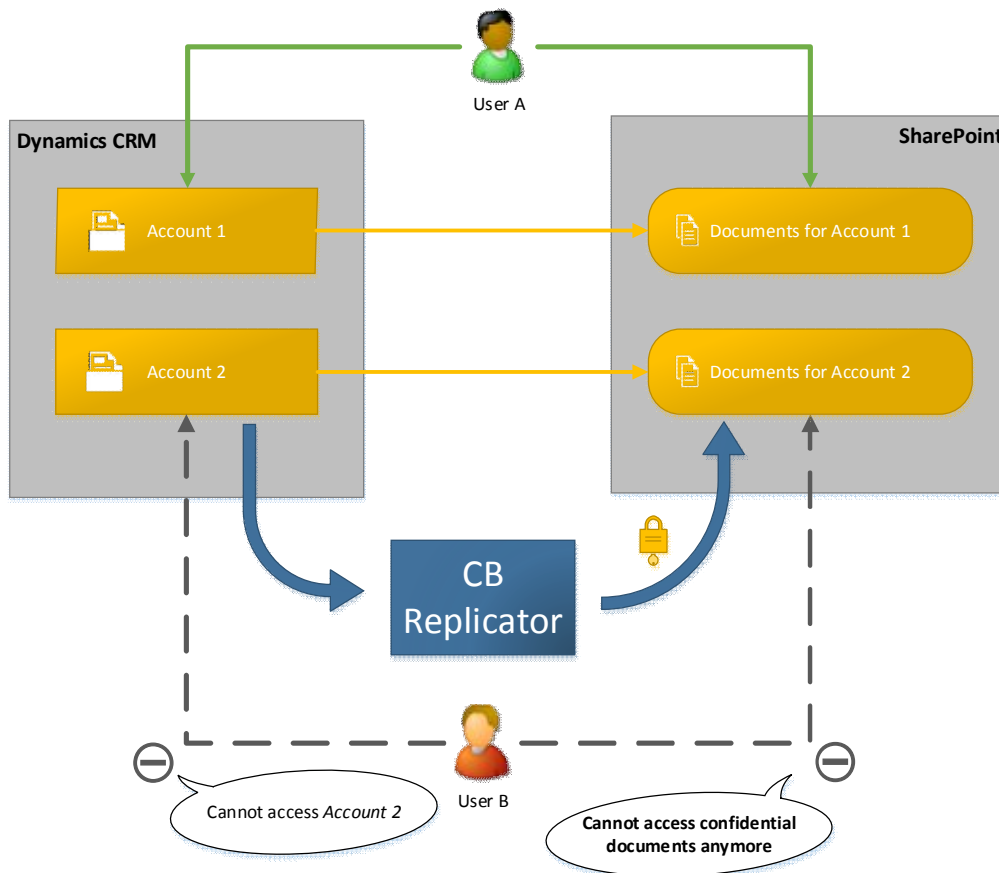 User A
Dynamics CRM
SharePoint
Account 1
Documents for Account 1
Account 2
Documents for Account 2
CB
Replicator
User B
Cannot access Account 2
Cannot access confidential
documents anymore